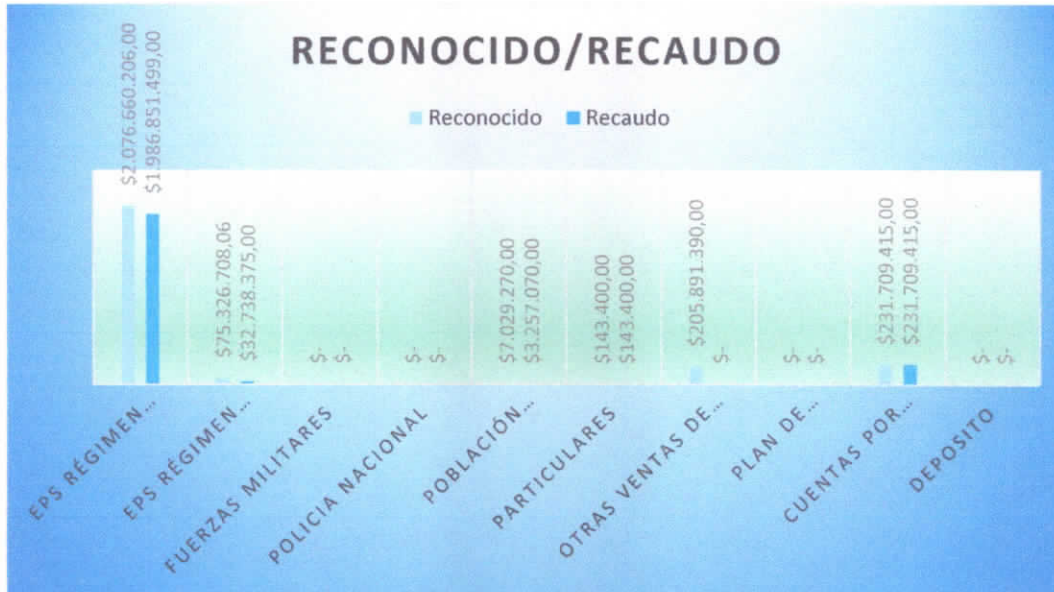 RECONOCIDO/RECAUDO
Reconocido Recaudo
$2.076.660.206,00
$1.986.851.499,00
$75.326.708,06
$32.738.375,00
$-
$-
$-
$-
$7.029.270,00
$3.257.070,00
$143.400,00
$143.400,00
$205.891.390,00
$-
$-
$-
$231.709.415,00
$231.709.415,00
$-
$-
EPS RÉGIMEN...
EPS RÉGIMEN...
FUERZAS MILITARES
POLICIA NACIONAL
POBLACIÓN...
PARTICULARES
OTRAS VENTAS DE...
PLAN DE...
CUENTAS POR...
DEPOSITO